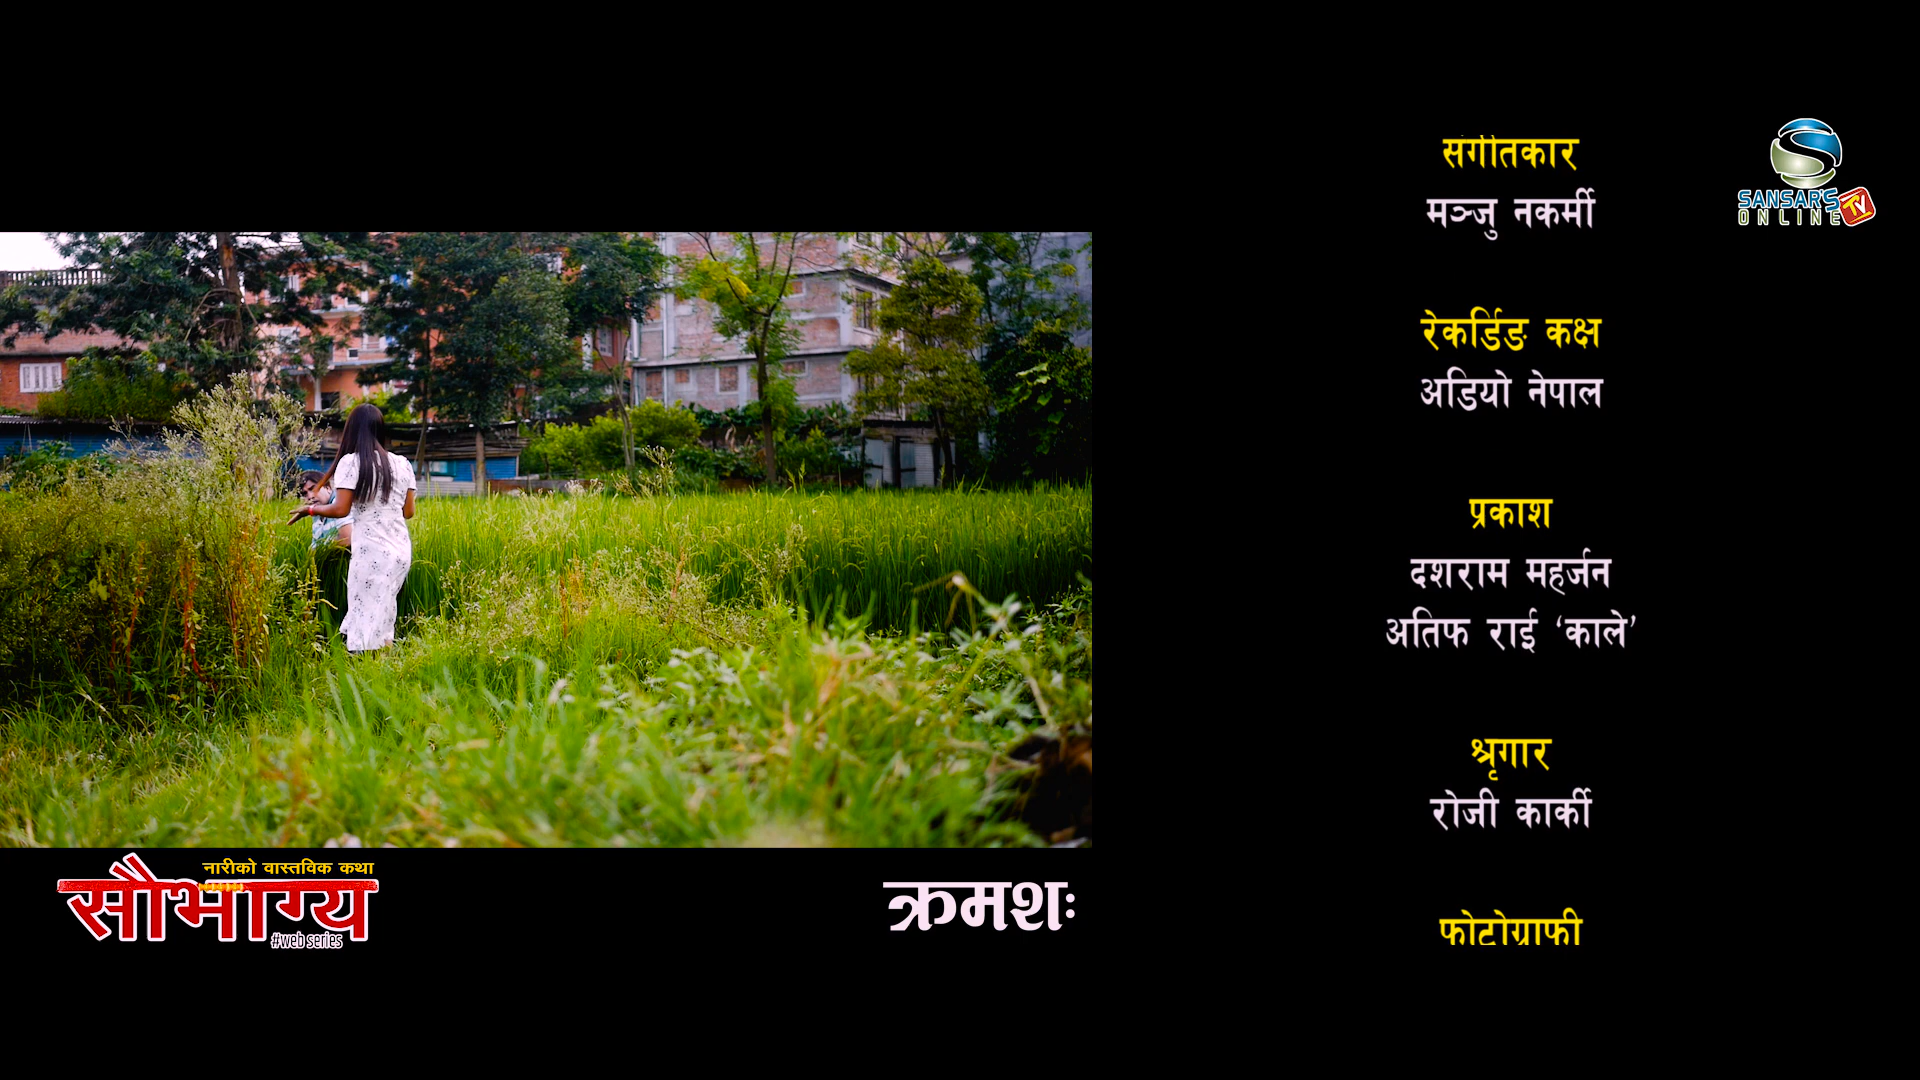 संगीतकार
मञ्जु नकर्मी
रेकर्डिङ कक्ष
अडियो नेपाल
प्रकाश
दशराम महर्जन
अतिफ राई ‘काले’
श्रृगार
रोजी कार्की
फोटोग्राफी
SANSAR'S
ONLINE TV
नारीको वास्तविक कथा
सौभाग्य
#web series
क्रमशः